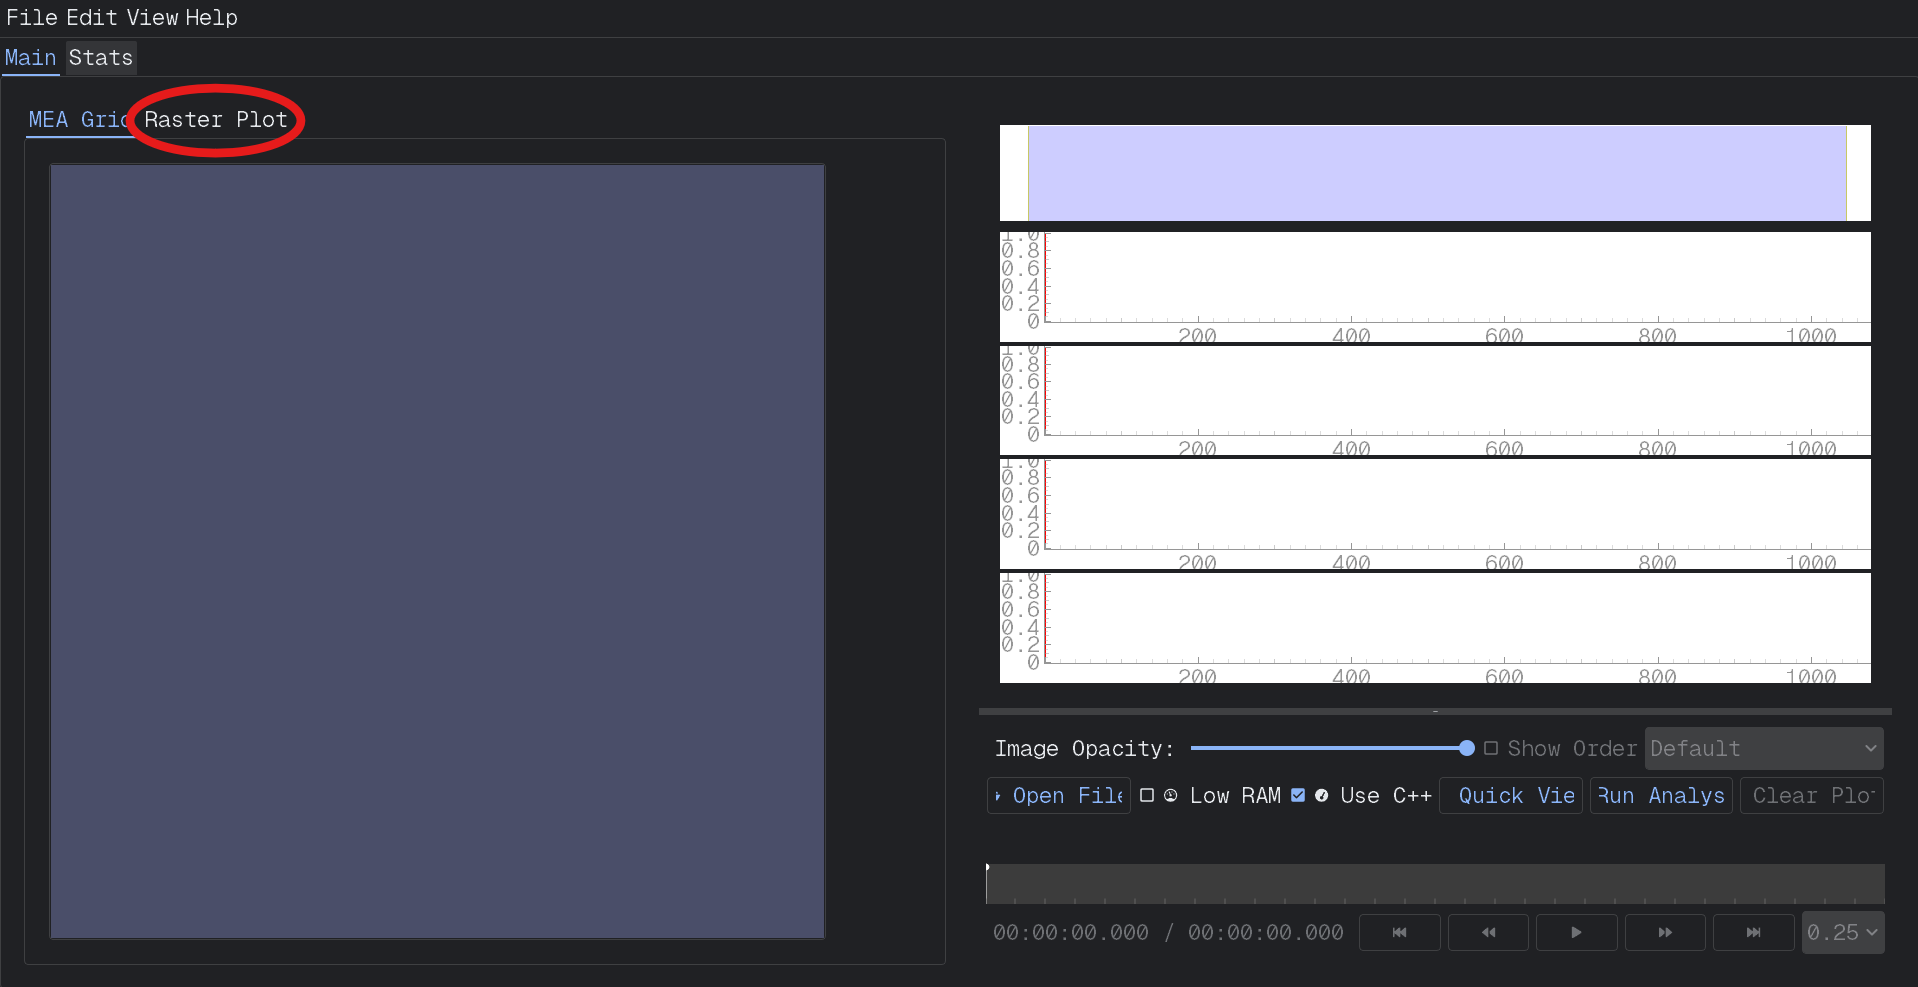 File Edit View Help
Main Stats
MEA Grid Raster Plot
1.0
0.8
0.6
0.4
0.2
0
200 400 600 800 1000
1.0
0.8
0.6
0.4
0.2
0
200 400 600 800 1000
1.0
0.8
0.6
0.4
0.2
0
200 400 600 800 1000
1.0
0.8
0.6
0.4
0.2
0
200 400 600 800 1000
Image Opacity: Show Order Default
Open File Low RAM Use C++ Quick Vie Run Analys Clear Plo
00:00:00.000 / 00:00:00.000 0.25